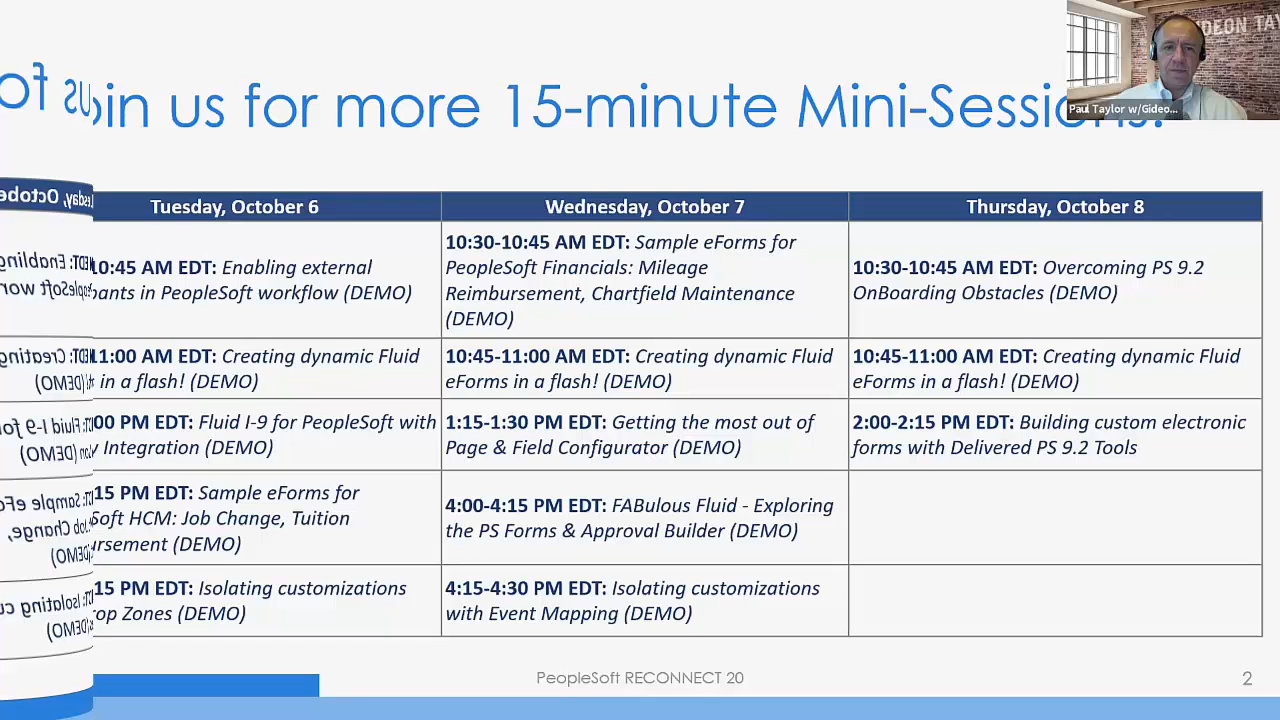 oin us for more 15-minute Mini-Sessions!
DEON TAY
Paul Taylor w/Gideo...
Tuesday, October 6
Wednesday, October 7
Thursday, October 8
10:45 AM EDT: Enabling external
pants in PeopleSoft workflow (DEMO)
10:30-10:45 AM EDT: Sample eForms for
PeopleSoft Financials: Mileage
Reimbursement, Chartfield Maintenance
(DEMO)
10:30-10:45 AM EDT: Overcoming PS 9.2
OnBoarding Obstacles (DEMO)
11:00 AM EDT: Creating dynamic Fluid
in a flash! (DEMO)
10:45-11:00 AM EDT: Creating dynamic Fluid
eForms in a flash! (DEMO)
10:45-11:00 AM EDT: Creating dynamic Fluid
eForms in a flash! (DEMO)
00 PM EDT: Fluid I-9 for PeopleSoft with
Integration (DEMO)
1:15-1:30 PM EDT: Getting the most out of
Page & Field Configurator (DEMO)
2:00-2:15 PM EDT: Building custom electronic
forms with Delivered PS 9.2 Tools
15 PM EDT: Sample eForms for
Soft HCM: Job Change, Tuition
ursement (DEMO)
4:00-4:15 PM EDT: FABulous Fluid - Exploring
the PS Forms & Approval Builder (DEMO)
15 PM EDT: Isolating customizations
op Zones (DEMO)
4:15-4:30 PM EDT: Isolating customizations
with Event Mapping (DEMO)
PeopleSoft RECONNECT 20
2